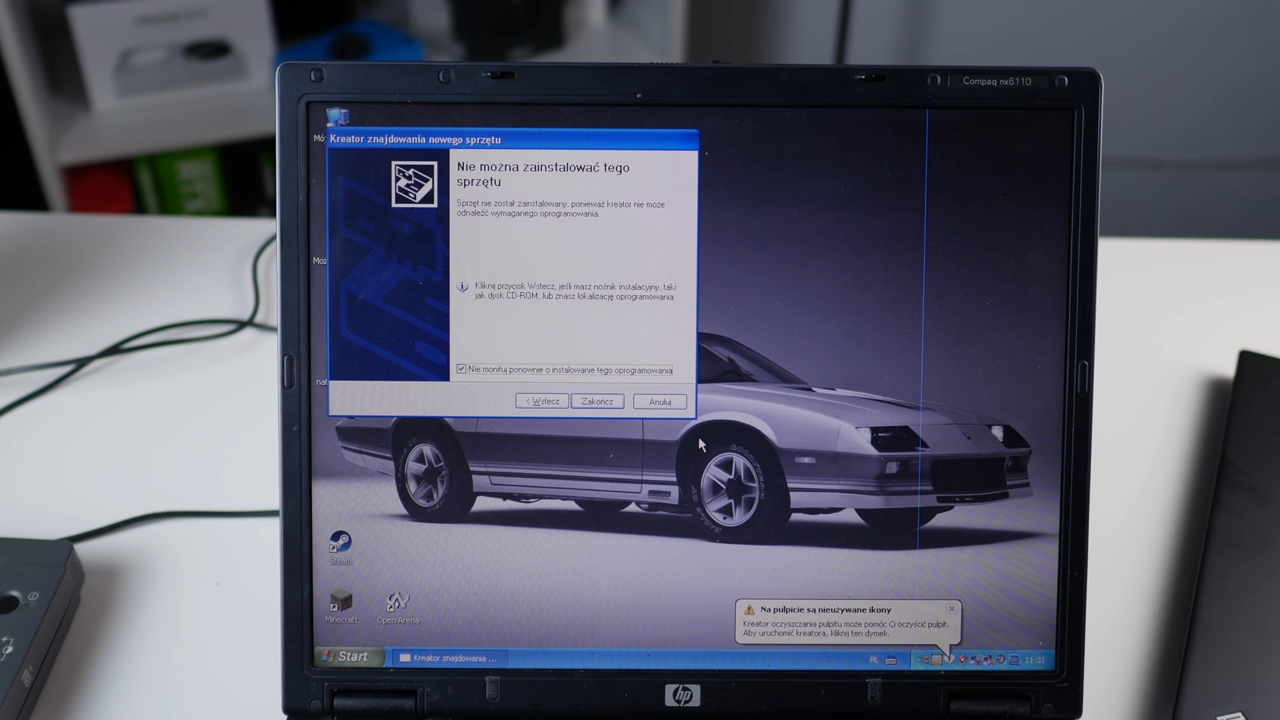 Compaq nx6110
Mó
Kreator znajdowania nowego sprzętu
Nie można zainstalować tego
sprzętu
Sprzęt nie został zainstalowany, ponieważ kreator nie może
odnaleźć wymaganego oprogramowania.
Moż
Kliknij przycisk Wstecz, jeśli masz nośnik instalacyjny, taki
jak dysk CD-ROM, lub znasz lokalizację oprogramowania.
Nie monituj ponownie o instalowanie tego oprogramowania
nat
< Wstecz
Zakończ
Anuluj
Steam
Minecraft
Open Arena
Na pulpicie są nieużywane ikony
Kreator oczyszczania pulpitu może pomóc Ci oczyścić pulpit.
Aby uruchomić kreatora, kliknij ten dymek.
Start
Kreator znajdowania ...
PL
11:31
hp